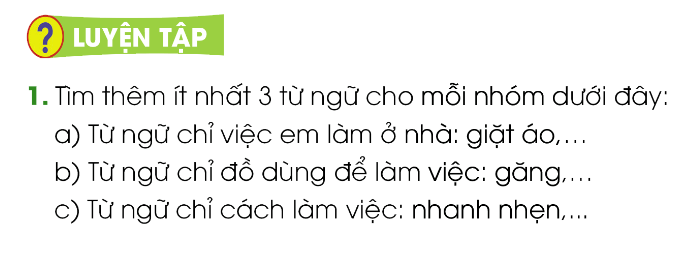 ? LUYỆN TẬP
1. Tìm thêm ít nhất 3 từ ngữ cho mỗi nhóm dưới đây:
a) Từ ngữ chỉ việc em làm ở nhà: giặt áo,...
b) Từ ngữ chỉ đồ dùng để làm việc: găng,...
c) Từ ngữ chỉ cách làm việc: nhanh nhẹn,...